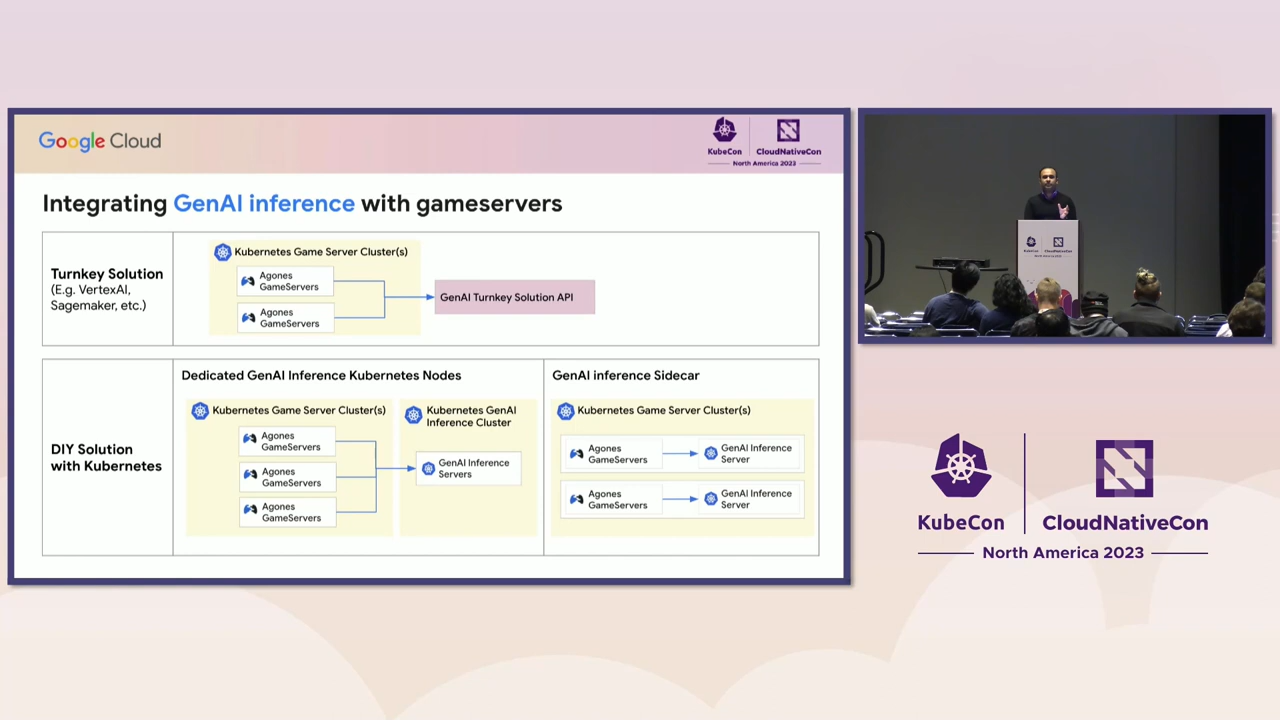 Google Cloud
KubeCon
CloudNativeCon
North America 2023
Integrating GenAI inference with gameservers
Turnkey Solution
(E.g. VertexAI,
Sagemaker, etc.)
Kubernetes Game Server Cluster(s)
Agones
GameServers
Agones
GameServers
GenAI Turnkey Solution API
DIY Solution
with Kubernetes
Dedicated GenAI Inference Kubernetes Nodes
Kubernetes Game Server Cluster(s)
Agones
GameServers
Agones
GameServers
Agones
GameServers
Kubernetes GenAI
Inference Cluster
GenAI Inference
Servers
GenAI inference Sidecar
Kubernetes Game Server Cluster(s)
Agones
GameServers
GenAI Inference
Server
Agones
GameServers
GenAI Inference
Server
KubeCon
CloudNativeCon
North America 2023